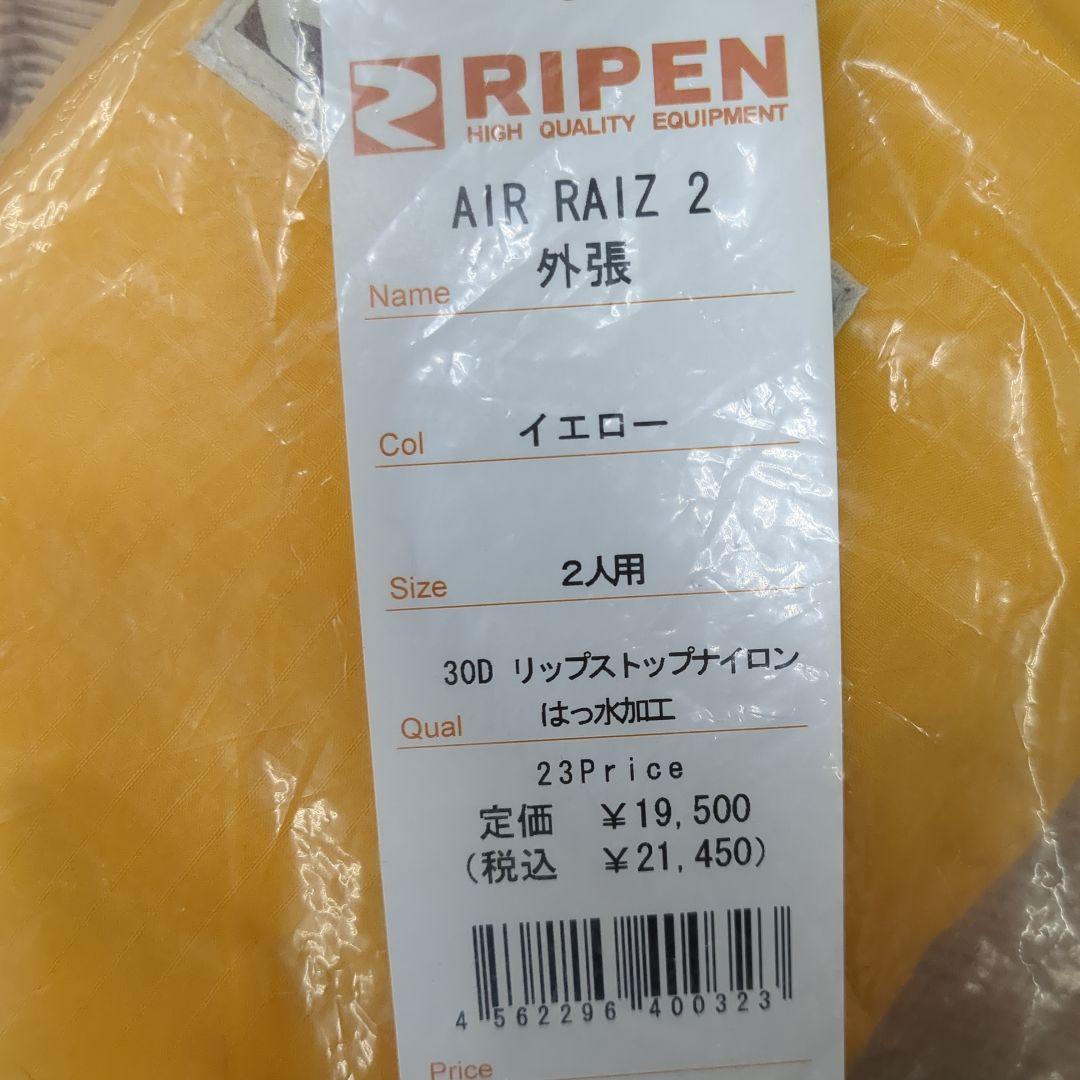 RIPEN
HIGH QUALITY EQUIPMENT
AIR RAIZ 2
外張
Name
Col イエロー
Size 2人用
30D リップストップナイロン
Qual はっ水加工
23Price
定価 ￥19,500
(税込 ￥21,450)
4 562296 400323
Price